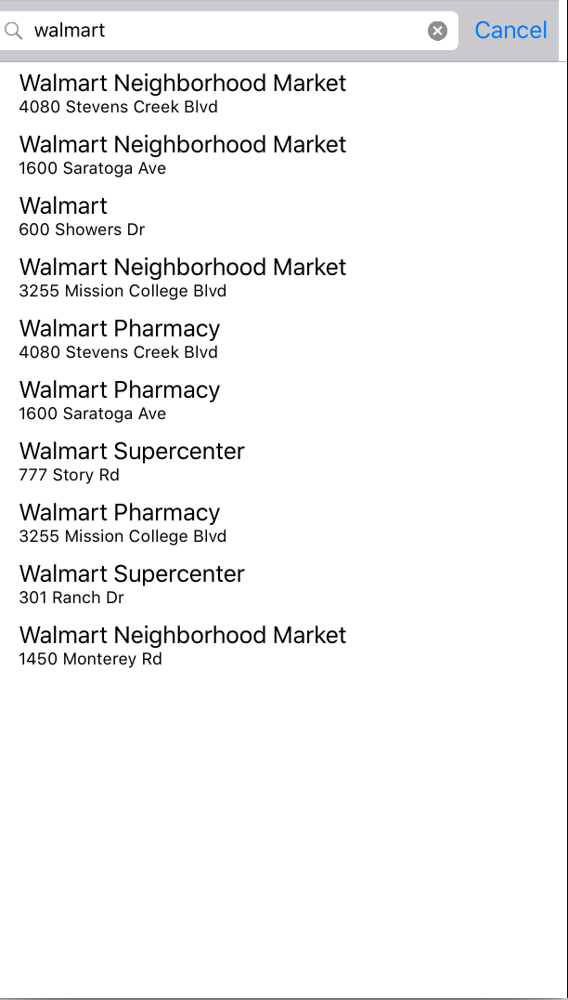 walmart
Cancel
Walmart Neighborhood Market
4080 Stevens Creek Blvd
Walmart Neighborhood Market
1600 Saratoga Ave
Walmart
600 Showers Dr
Walmart Neighborhood Market
3255 Mission College Blvd
Walmart Pharmacy
4080 Stevens Creek Blvd
Walmart Pharmacy
1600 Saratoga Ave
Walmart Supercenter
777 Story Rd
Walmart Pharmacy
3255 Mission College Blvd
Walmart Supercenter
301 Ranch Dr
Walmart Neighborhood Market
1450 Monterey Rd